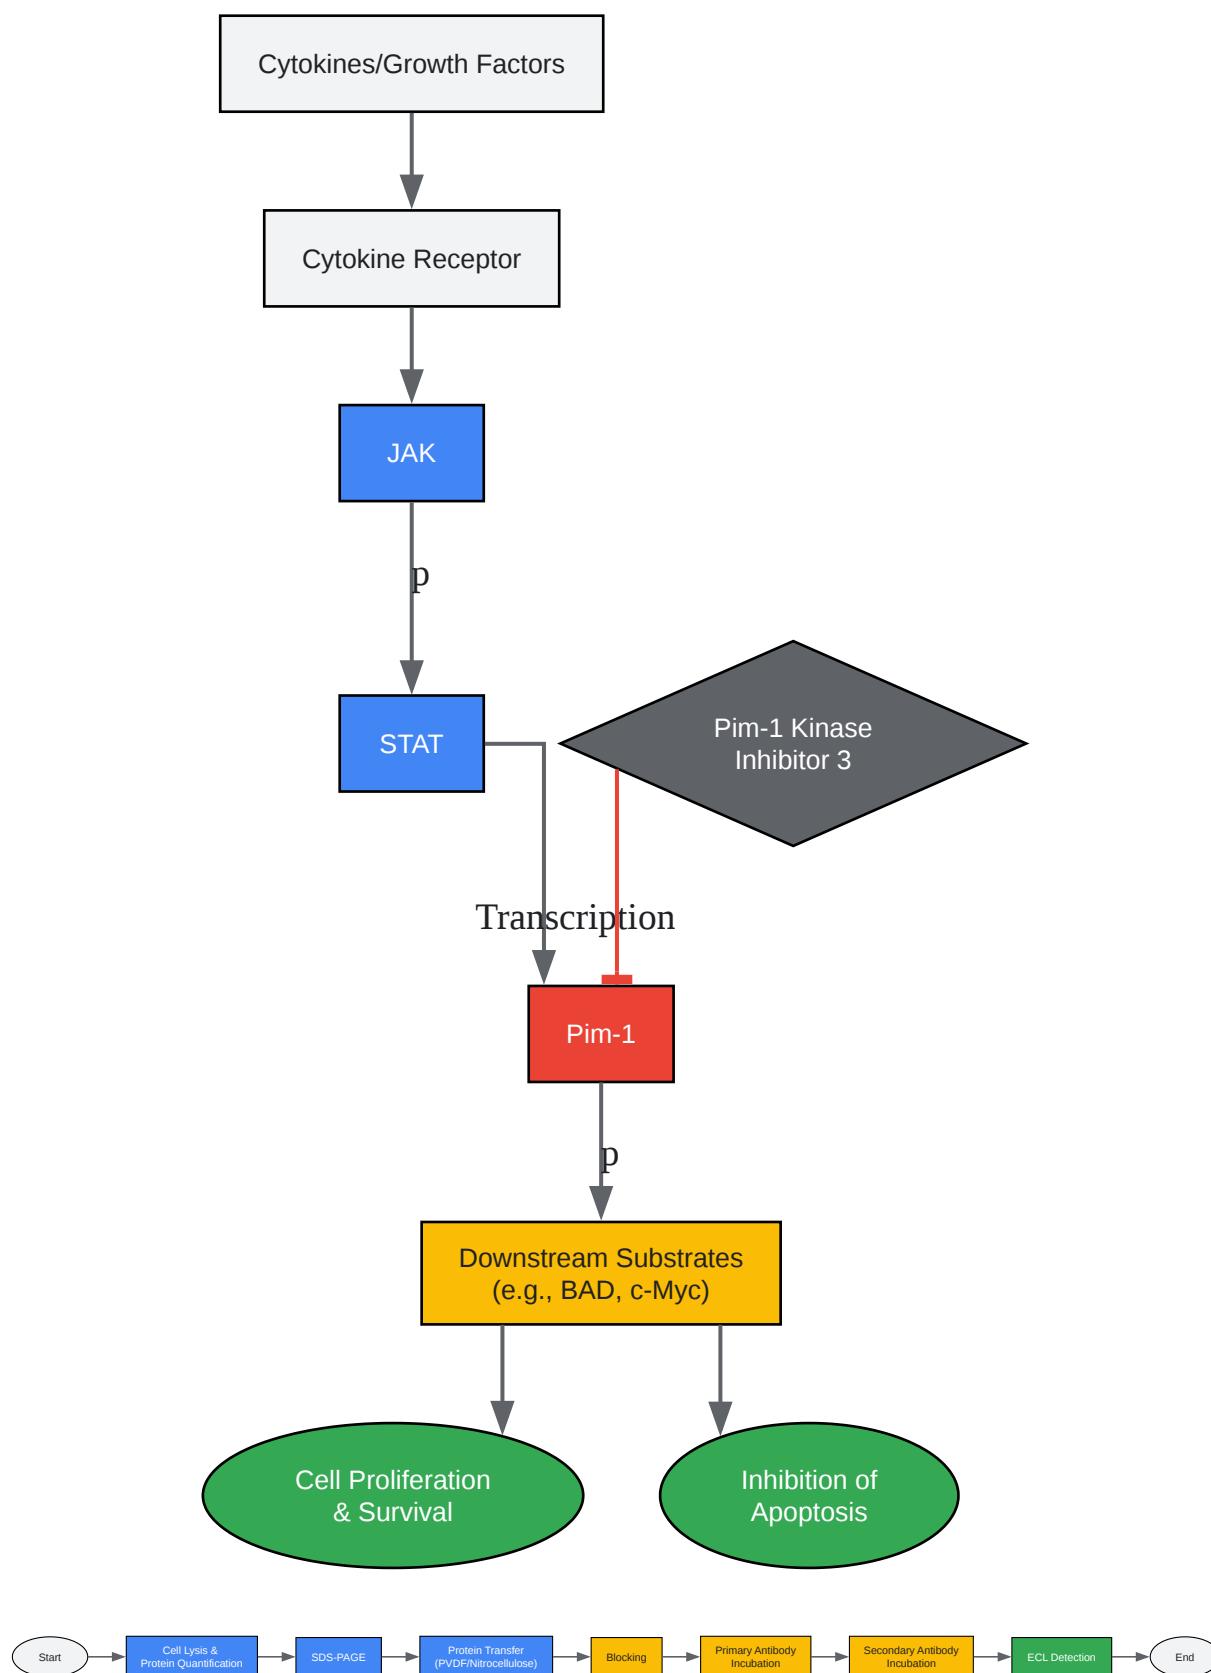 Cytokines/Growth Factors
Cytokine Receptor
JAK
p
STAT
Pim-1 Kinase
Inhibitor 3
Transcription
Pim-1
p
Downstream Substrates
(e.g., BAD, c-Myc)
Cell Proliferation
& Survival
Inhibition of
Apoptosis
Start
Cell Lysis &
Protein Quantification
SDS-PAGE
Protein Transfer
(PVDF/Nitrocellulose)
Blocking
Primary Antibody
Incubation
Secondary Antibody
Incubation
ECL Detection
End